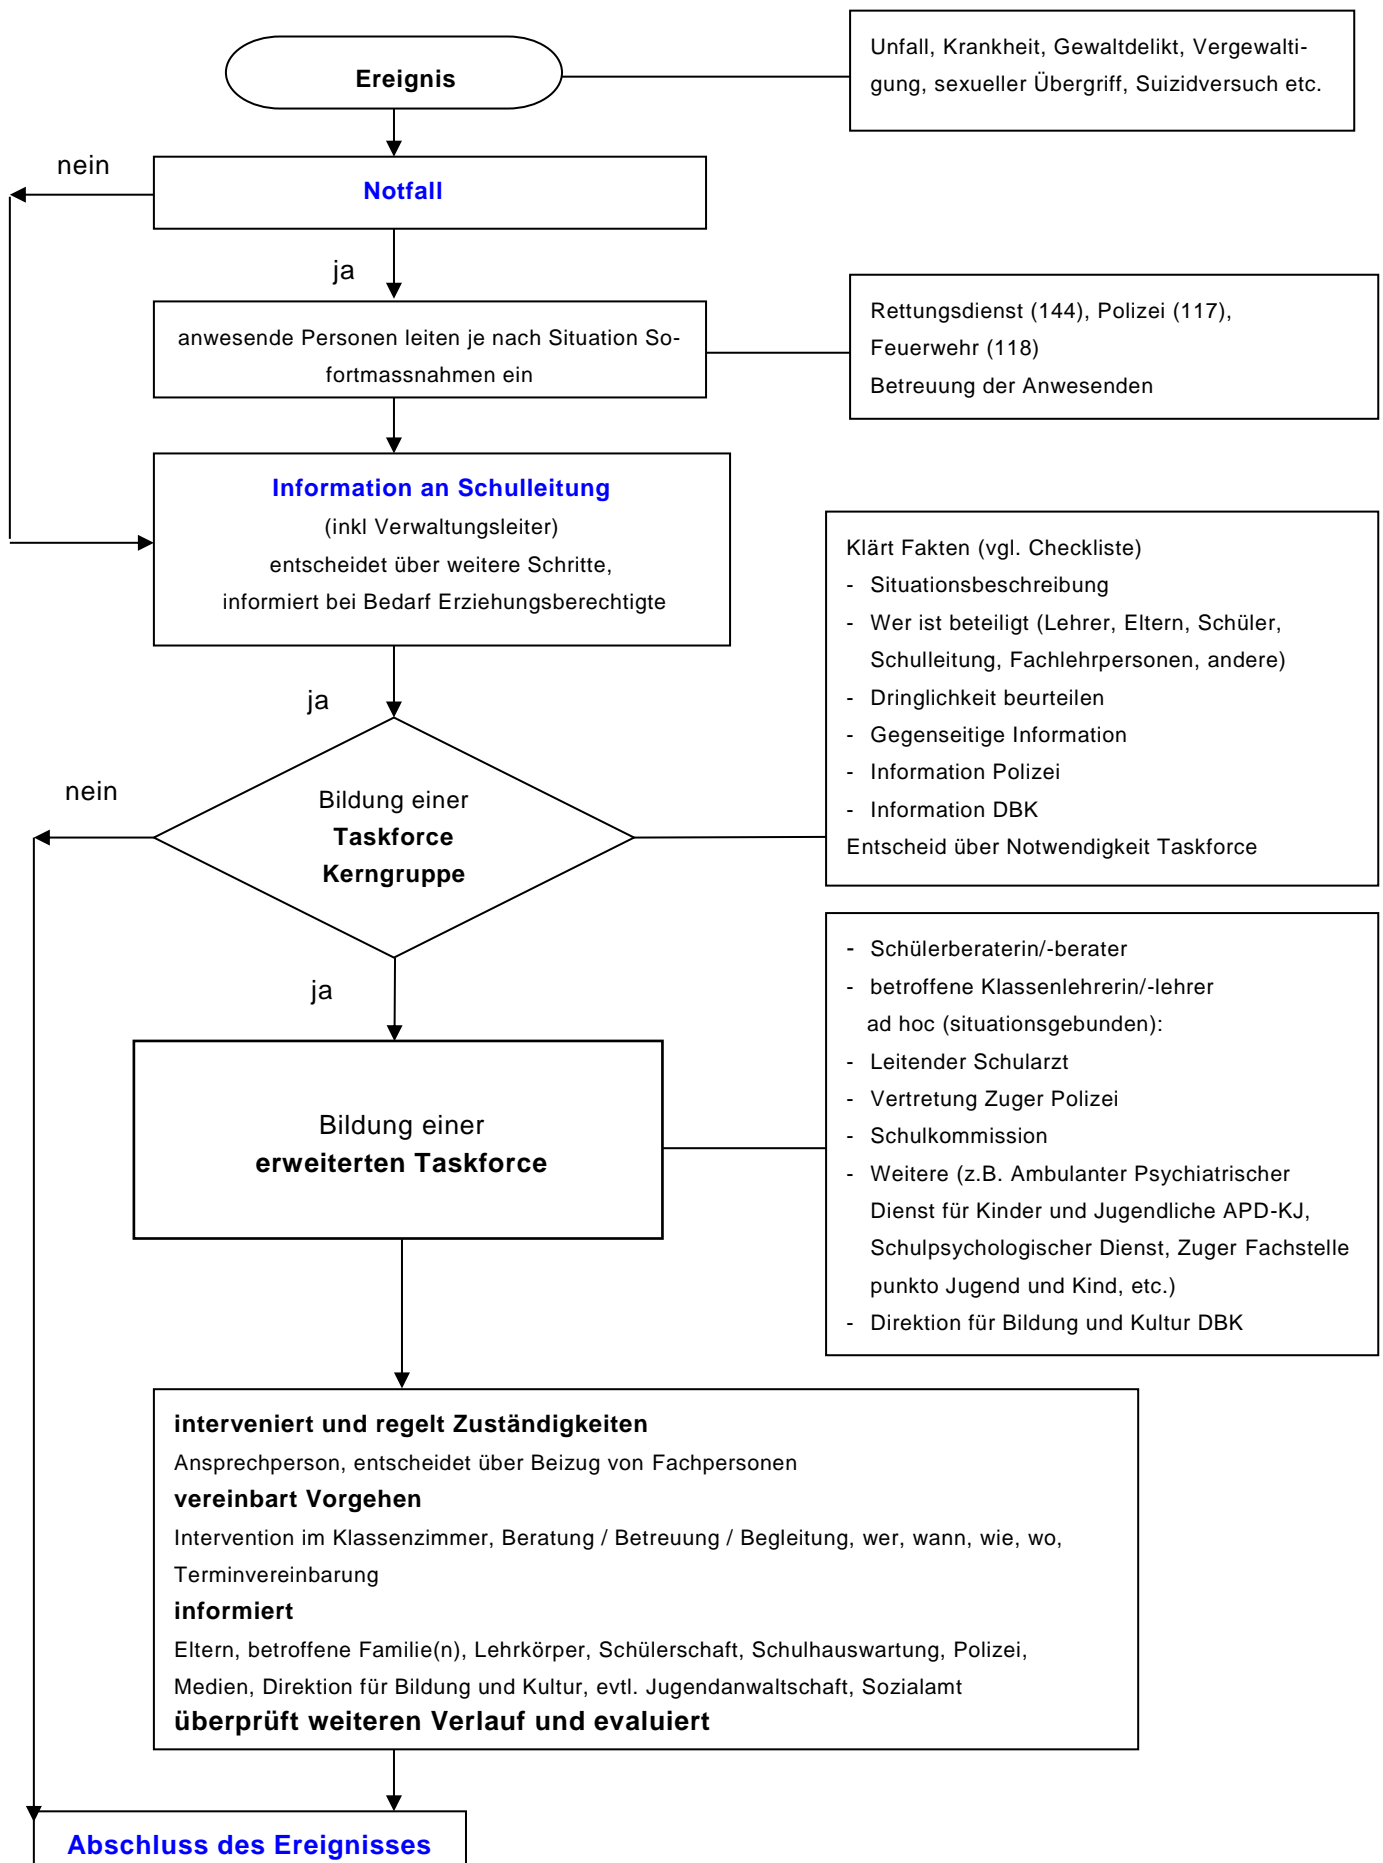 Ereignis
Unfall, Krankheit, Gewaltdelikt, Vergewalti-
gung, sexueller Übergriff, Suizidversuch etc.
nein
Notfall
ja
anwesende Personen leiten je nach Situation So-
fortmassnahmen ein
Rettungsdienst (144), Polizei (117),
Feuerwehr (118)
Betreuung der Anwesenden
Information an Schulleitung
(inkl Verwaltungsleiter)
entscheidet über weitere Schritte,
informiert bei Bedarf Erziehungsberechtigte
ja
Klärt Fakten (vgl. Checkliste)
- Situationsbeschreibung
- Wer ist beteiligt (Lehrer, Eltern, Schüler,
Schulleitung, Fachlehrpersonen, andere)
- Dringlichkeit beurteilen
- Gegenseitige Information
- Information Polizei
- Information DBK
Entscheid über Notwendigkeit Taskforce
nein
Bildung einer
Taskforce
Kerngruppe
ja
- Schülerberaterin/-berater
- betroffene Klassenlehrerin/-lehrer
ad hoc (situationsgebunden):
- Leitender Schularzt
- Vertretung Zuger Polizei
- Schulkommission
- Weitere (z.B. Ambulanter Psychiatrischer
Dienst für Kinder und Jugendliche APD-KJ,
Schulpsychologischer Dienst, Zuger Fachstelle
punkto Jugend und Kind, etc.)
- Direktion für Bildung und Kultur DBK
Bildung einer
erweiterten Taskforce
interveniert und regelt Zuständigkeiten
Ansprechperson, entscheidet über Beizug von Fachpersonen
vereinbart Vorgehen
Intervention im Klassenzimmer, Beratung / Betreuung / Begleitung, wer, wann, wie, wo,
Terminvereinbarung
informiert
Eltern, betroffene Familie(n), Lehrkörper, Schülerschaft, Schulhauswartung, Polizei,
Medien, Direktion für Bildung und Kultur, evtl. Jugendanwaltschaft, Sozialamt
überprüft weiteren Verlauf und evaluiert
Abschluss des Ereignisses